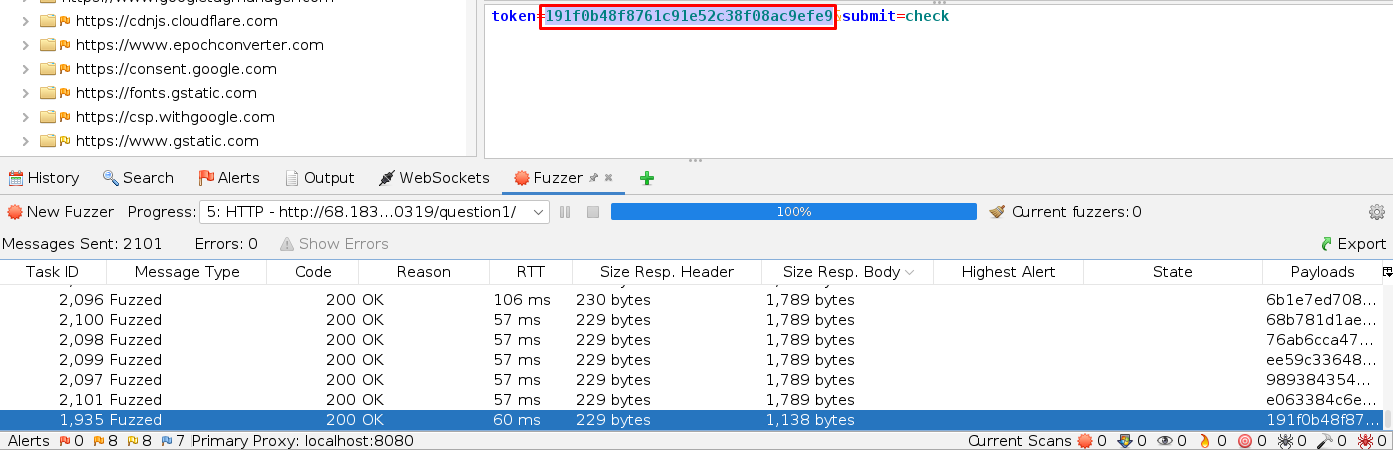 token=191f0b48f8761c91e52c38f08ac9efe9&submit=check
https://cdnjs.cloudflare.com
https://www.epochconverter.com
https://consent.google.com
https://fonts.gstatic.com
https://csp.withgoogle.com
https://www.gstatic.com
History Search Alerts Output WebSockets Fuzzer
New Fuzzer Progress: 5: HTTP - http://68.183...0319/question1/ 100% Current fuzzers: 0
Messages Sent: 2101 Errors: 0 Show Errors Export
Task ID Message Type Code Reason RTT Size Resp. Header Size Resp. Body Highest Alert State Payloads
2,096 Fuzzed 200 OK 106 ms 230 bytes 1,789 bytes 6b1e7ed708...
2,100 Fuzzed 200 OK 57 ms 229 bytes 1,789 bytes 68b781d1ae...
2,098 Fuzzed 200 OK 57 ms 229 bytes 1,789 bytes 76ab6cca47...
2,099 Fuzzed 200 OK 57 ms 229 bytes 1,789 bytes ee59c33648...
2,097 Fuzzed 200 OK 57 ms 229 bytes 1,789 bytes 989384354...
2,101 Fuzzed 200 OK 57 ms 229 bytes 1,789 bytes e063384c6e...
1,935 Fuzzed 200 OK 60 ms 229 bytes 1,138 bytes 191f0b48f87...
Alerts 0 8 8 7 Primary Proxy: localhost:8080 Current Scans 0 0 0 0 0 0 0 0